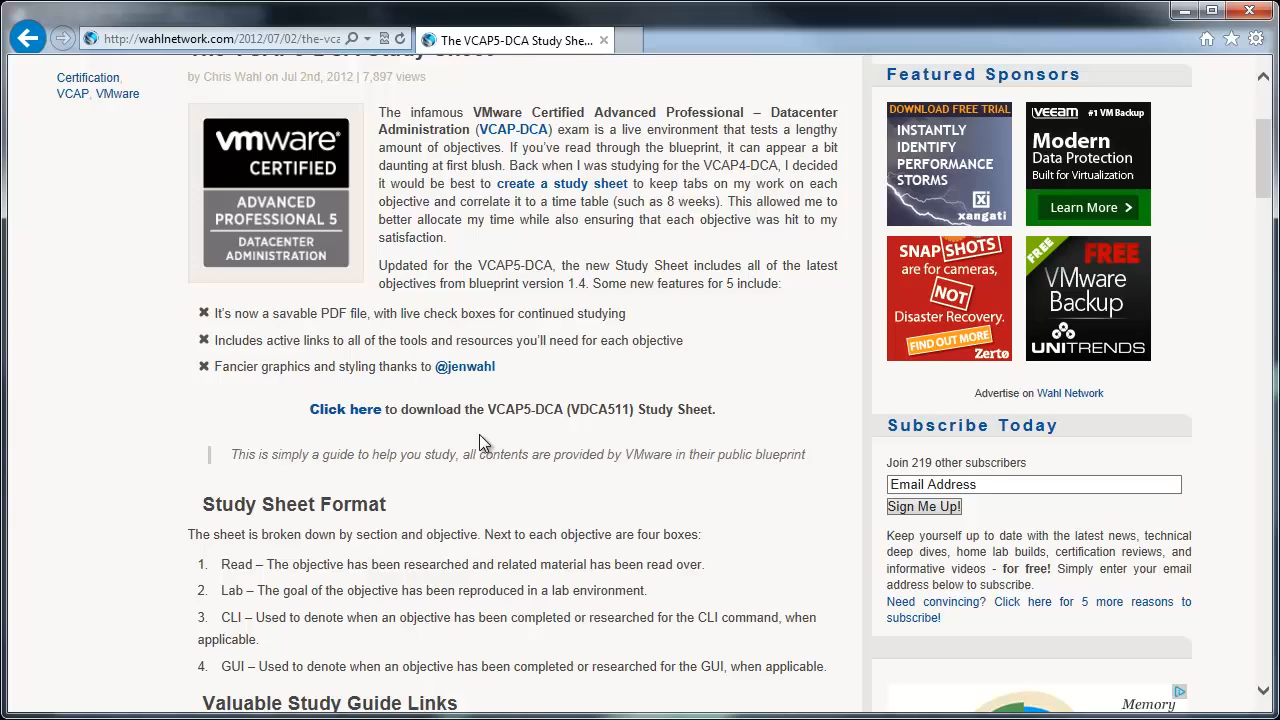 http://wahlnetwork.com/2012/07/02/the-vca
The VCAP5-DCA Study She...
Certification,
VCAP, VMware
by Chris Wahl on Jul 2nd, 2012 | 7,897 views
vmware
CERTIFIED
ADVANCED
PROFESSIONAL 5
DATACENTER
ADMINISTRATION
The infamous VMware Certified Advanced Professional – Datacenter
Administration (VCAP-DCA) exam is a live environment that tests a lengthy
amount of objectives. If you've read through the blueprint, it can appear a bit
daunting at first blush. Back when I was studying for the VCAP4-DCA, I decided
it would be best to create a study sheet to keep tabs on my work on each
objective and correlate it to a time table (such as 8 weeks). This allowed me to
better allocate my time while also ensuring that each objective was hit to my
satisfaction.
Updated for the VCAP5-DCA, the new Study Sheet includes all of the latest
objectives from blueprint version 1.4. Some new features for 5 include:
It's now a savable PDF file, with live check boxes for continued studying
Includes active links to all of the tools and resources you'll need for each objective
Fancier graphics and styling thanks to @jenwahl
Click here to download the VCAP5-DCA (VDCA511) Study Sheet.
This is simply a guide to help you study, all contents are provided by VMware in their public blueprint
Study Sheet Format
The sheet is broken down by section and objective. Next to each objective are four boxes:
1. Read – The objective has been researched and related material has been read over.
2. Lab – The goal of the objective has been reproduced in a lab environment.
3. CLI – Used to denote when an objective has been completed or researched for the CLI command, when
applicable.
4. GUI – Used to denote when an objective has been completed or researched for the GUI, when applicable.
Valuable Study Guide Links
Featured Sponsors
DOWNLOAD FREE TRIAL
INSTANTLY
IDENTIFY
PERFORMANCE
STORMS
xangati
veeam #1 VM Backup
Modern
Data Protection
Built for Virtualization
Learn More
SNAPSHOTS
are for cameras,
NOT
Disaster Recovery.
FIND OUT MORE
Zerto
FREE
FREE
VMware
Backup
UNITRENDS
Advertise on Wahl Network
Subscribe Today
Join 219 other subscribers
Email Address
Sign Me Up!
Keep yourself up to date with the latest news, technical
deep dives, home lab builds, certification reviews, and
informative videos - for free! Simply enter your email
address below to subscribe.
Need convincing? Click here for 5 more reasons to
subscribe!
Memory